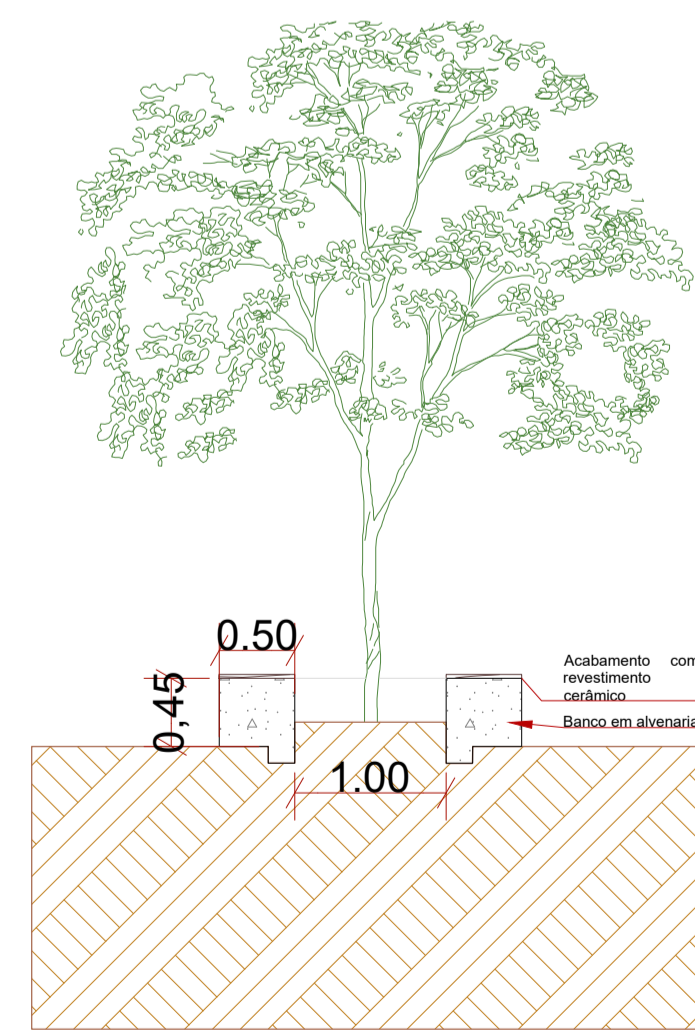 0.50
0,45
Acabamento com
revestimento
cerâmico
Banco em alvenaria
1.00